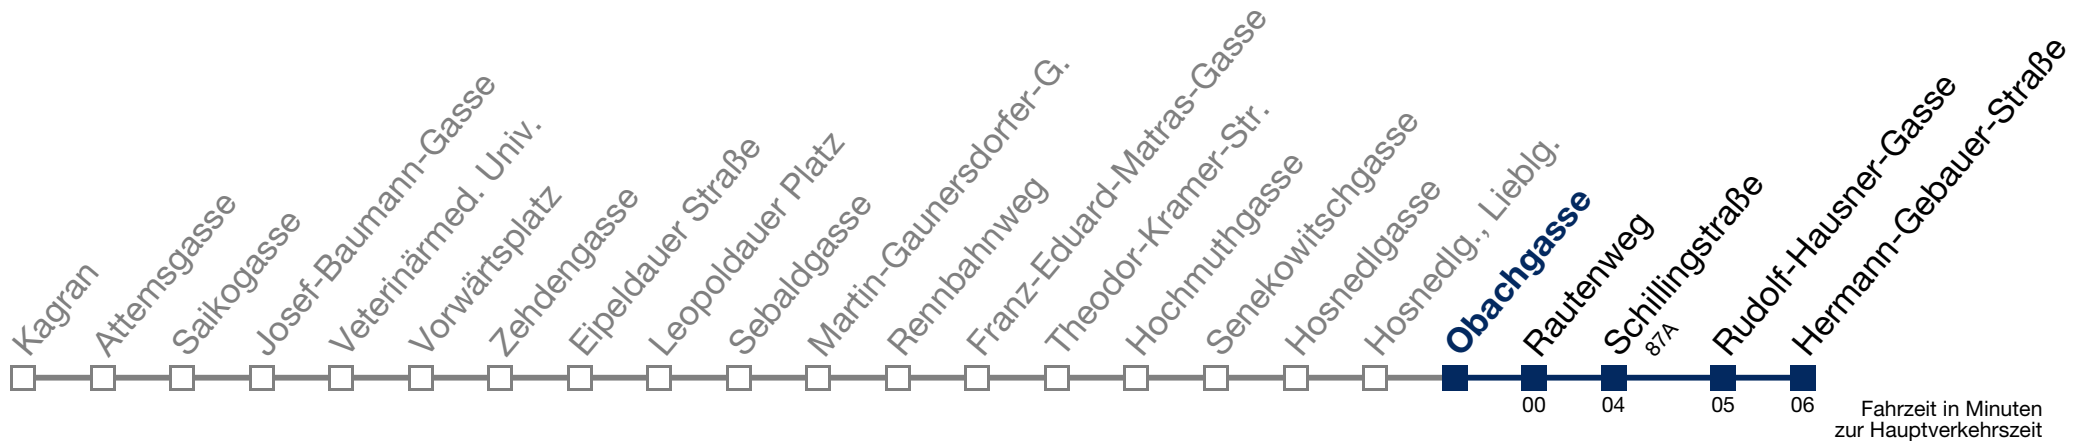 Kagran
Attemsgasse
Saikogasse
Josef-Baumann-Gasse
Veterinärmed. Univ.
Vorwärtsplatz
Zehdengasse
Eipeldauer Straße
Leopoldauer Platz
Sebaldgasse
Martin-Gaunersdorfer-G.
Rennbahnweg
Franz-Eduard-Matras-Gasse
Theodor-Kramer-Str.
Hochmuthgasse
Senekowitschgasse
Hosnedlgasse
Hosnedlg., Lieblg.
Obachgasse
Rautenweg
Schillingstraße
87A
Rudolf-Hausner-Gasse
Hermann-Gebauer-Straße
00 04 05 06
Fahrzeit in Minuten
zur Hauptverkehrszeit